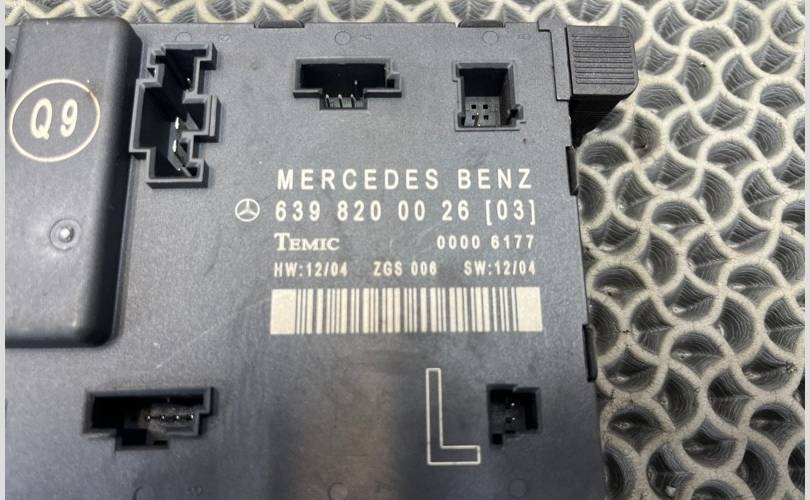 Q9
MERCEDES BENZ
639 820 00 26 [03]
TEMIC 0000 6177
HW:12/04 ZGS 006 SW:12/04
L